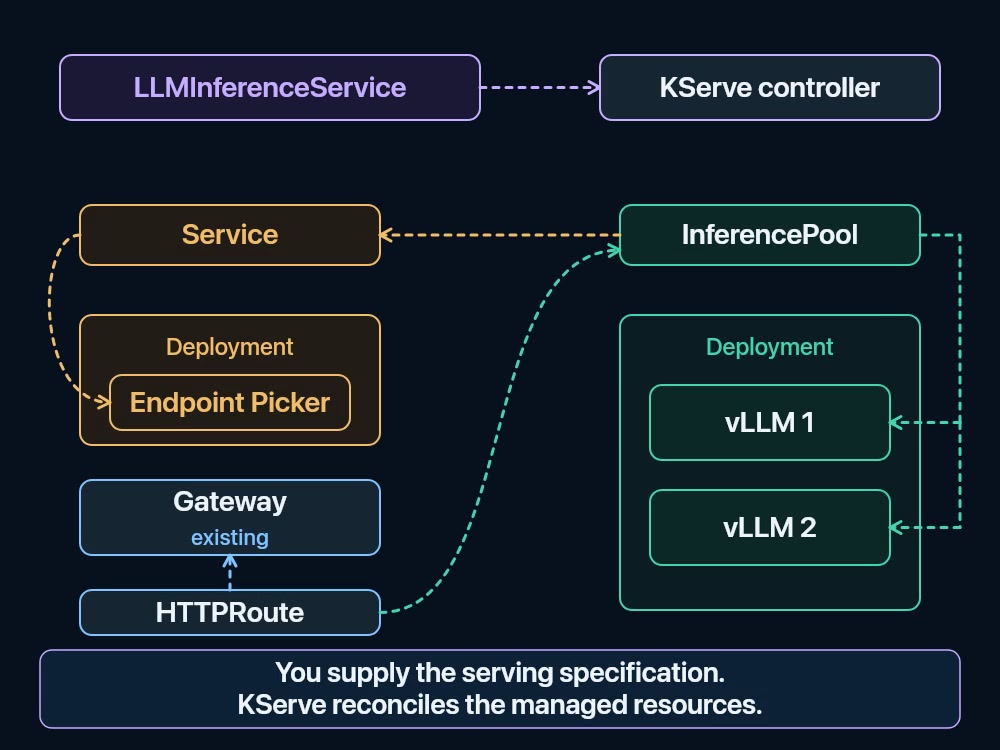 LLMInferenceService
KServe controller
Service
InferencePool
Deployment
Endpoint Picker
Deployment
vLLM 1
vLLM 2
Gateway
existing
HTTPRoute
You supply the serving specification.
KServe reconciles the managed resources.